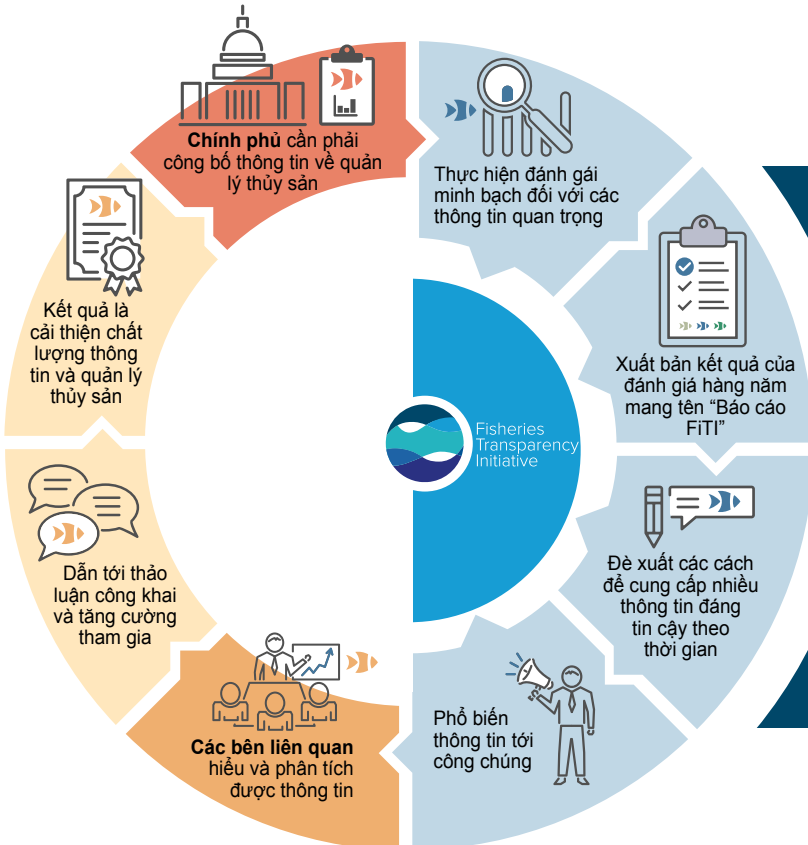 Chính phủ cần phải
công bố thông tin về quản
lý thủy sản
Thực hiện đánh gái
minh bạch đối với các
thông tin quan trọng
Xuất bản kết quả của
đánh giá hàng năm
mang tên “Báo cáo
FiTI”
Đè xuất các cách
để cung cấp nhiều
thông tin đáng
tin cậy theo
thời gian
Phổ biến
thông tin tới
công chúng
Các bên liên quan
hiểu và phân tích
được thông tin
Dẫn tới thảo
luận công khai
và tăng cường
tham gia
Kết quả là
cải thiện chất
lượng thông
tin và quản lý
thủy sản
Fisheries
Transparency
Initiative